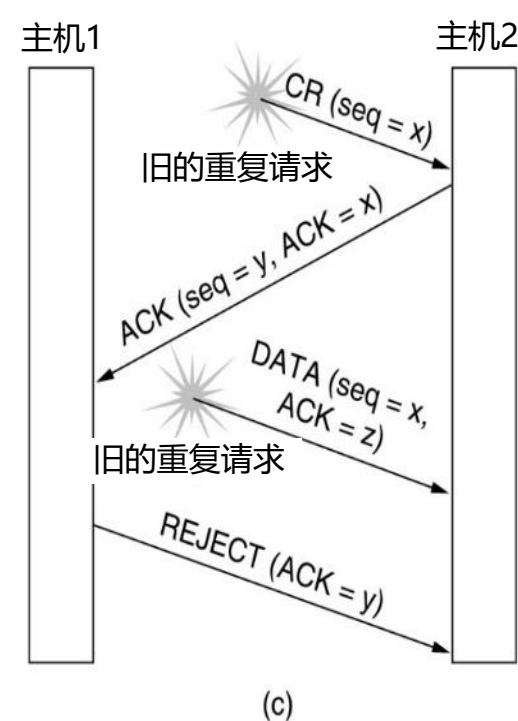 主机1
主机2
CR (seq = x)
旧的重复请求
ACK (seq = y, ACK = x)
DATA (seq = x,
ACK = z)
旧的重复请求
REJECT (ACK = y)
(c)